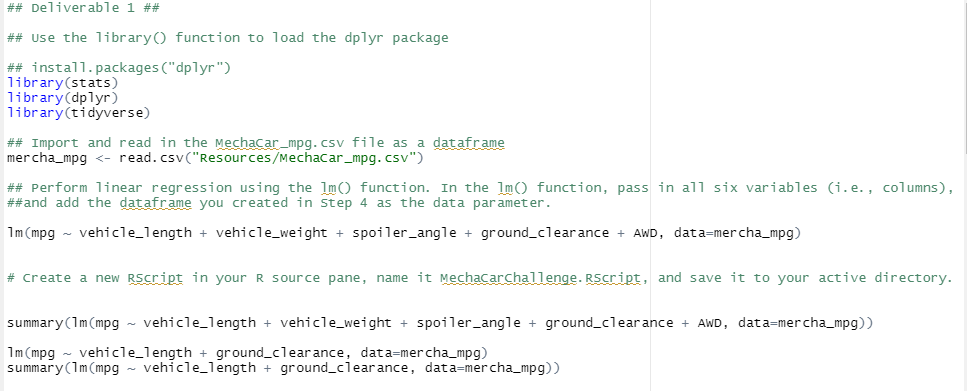 ## Deliverable 1 ##
## Use the library() function to load the dplyr package
## install.packages("dplyr")
library(stats)
library(dplyr)
library(tidyverse)
## Import and read in the MechaCar_mpg.csv file as a dataframe
mercha_mpg <- read.csv("Resources/MechaCar_mpg.csv")
## Perform linear regression using the lm() function. In the lm() function, pass in all six variables (i.e., columns),
##and add the dataframe you created in Step 4 as the data parameter.
lm(mpg ~ vehicle_length + vehicle_weight + spoiler_angle + ground_clearance + AWD, data=mercha_mpg)
# Create a new RScript in your R source pane, name it MechaCarChallenge.RScript, and save it to your active directory.
summary(lm(mpg ~ vehicle_length + vehicle_weight + spoiler_angle + ground_clearance + AWD, data=mercha_mpg))
lm(mpg ~ vehicle_length + ground_clearance, data=mercha_mpg)
summary(lm(mpg ~ vehicle_length + ground_clearance, data=mercha_mpg))